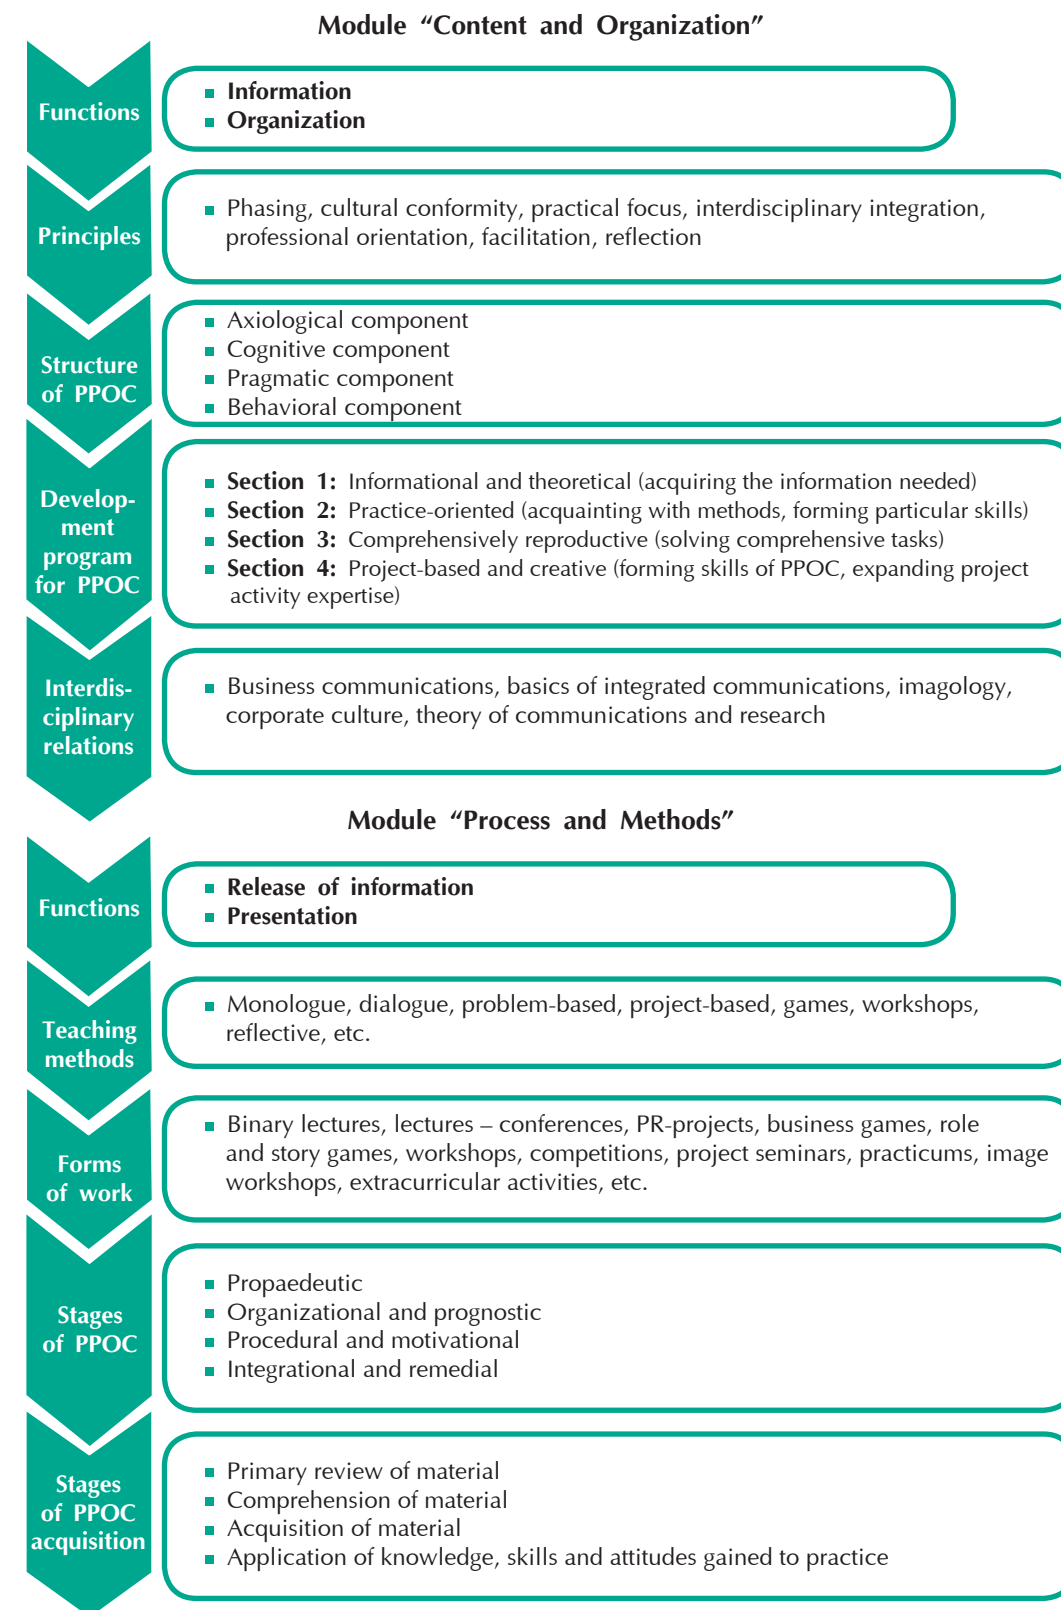 Module “Content and Organization”
Functions
▪ Information
▪ Organization
Principles
▪ Phasing, cultural conformity, practical focus, interdisciplinary integration,
professional orientation, facilitation, reflection
Structure
of PPOC
▪ Axiological component
▪ Cognitive component
▪ Pragmatic component
▪ Behavioral component
Develop-
ment
program
for PPOC
▪ Section 1: Informational and theoretical (acquiring the information needed)
▪ Section 2: Practice-oriented (acquainting with methods, forming particular skills)
▪ Section 3: Comprehensively reproductive (solving comprehensive tasks)
▪ Section 4: Project-based and creative (forming skills of PPOC, expanding project
activity expertise)
Interdis-
ciplinary
relations
▪ Business communications, basics of integrated communications, imagology,
corporate culture, theory of communications and research
Module “Process and Methods”
Functions
▪ Release of information
▪ Presentation
Teaching
methods
▪ Monologue, dialogue, problem-based, project-based, games, workshops,
reflective, etc.
Forms
of work
▪ Binary lectures, lectures – conferences, PR-projects, business games, role
and story games, workshops, competitions, project seminars, practicums, image
workshops, extracurricular activities, etc.
Stages
of PPOC
▪ Propaedeutic
▪ Organizational and prognostic
▪ Procedural and motivational
▪ Integrational and remedial
Stages
of PPOC
acquisition
▪ Primary review of material
▪ Comprehension of material
▪ Acquisition of material
▪ Application of knowledge, skills and attitudes gained to practice